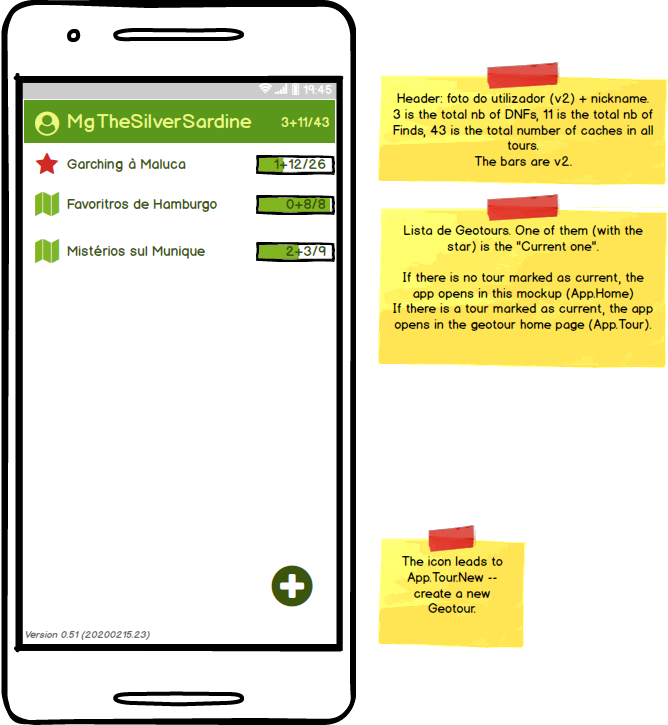 19:45
MgTheSilverSardine 3+11/43
Garching à Maluca 1+12/26
Favoritros de Hamburgo 0+8/8
Mistérios sul Munique 2+3/9
Version 0.51 (20200215.23)
Header: foto do utilizador (v2) + nickname.
3 is the total nb of DNFs, 11 is the total nb of
Finds, 43 is the total number of caches in all
tours.
The bars are v2.
Lista de Geotours. One of them (with the
star) is the "Current one".
If there is no tour marked as current, the
app opens in this mockup (App.Home)
If there is a tour marked as current, the app
opens in the geotour home page (App.Tour).
The icon leads to
App.Tour.New --
create a new
Geotour.